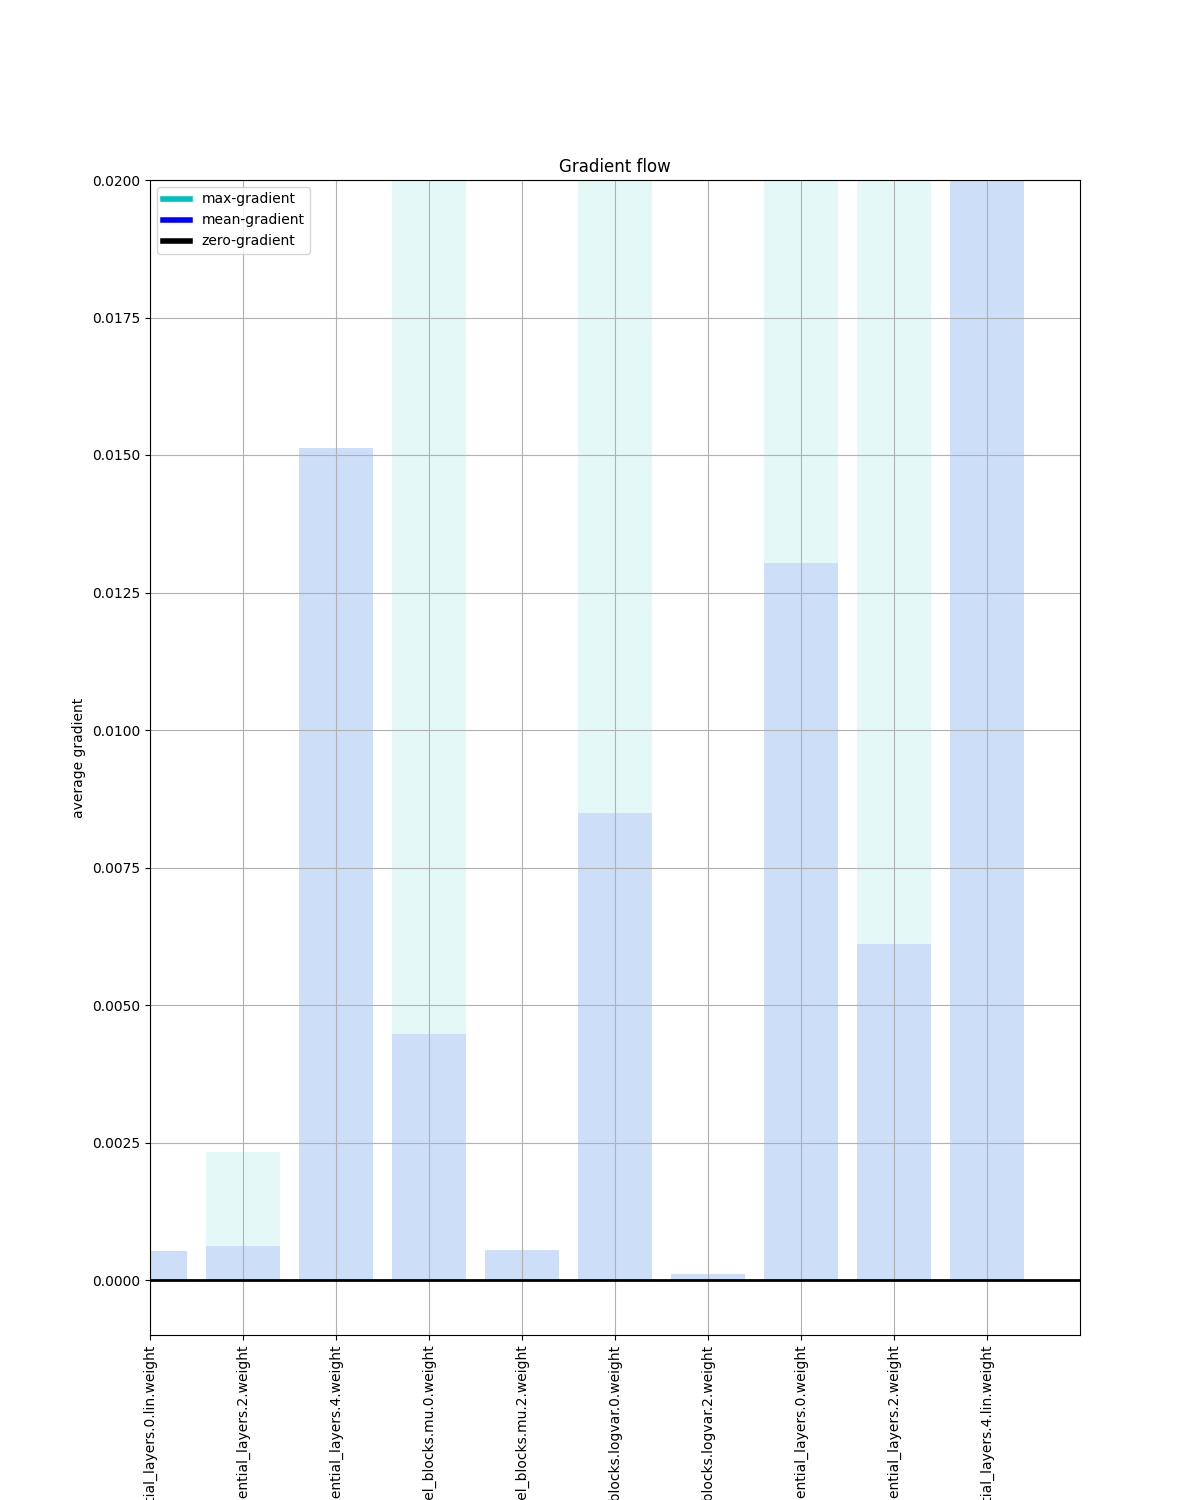 Gradient flow
max-gradient
mean-gradient
zero-gradient
0.0200
0.0175
0.0150
0.0125
0.0100
0.0075
0.0050
0.0025
0.0000
average gradient
tial_layers.0.lin.weight
ential_layers.2.weight
ential_layers.4.weight
el_blocks.mu.0.weight
el_blocks.mu.2.weight
blocks.logvar.0.weight
blocks.logvar.2.weight
ential_layers.0.weight
ential_layers.2.weight
tial_layers.4.lin.weight